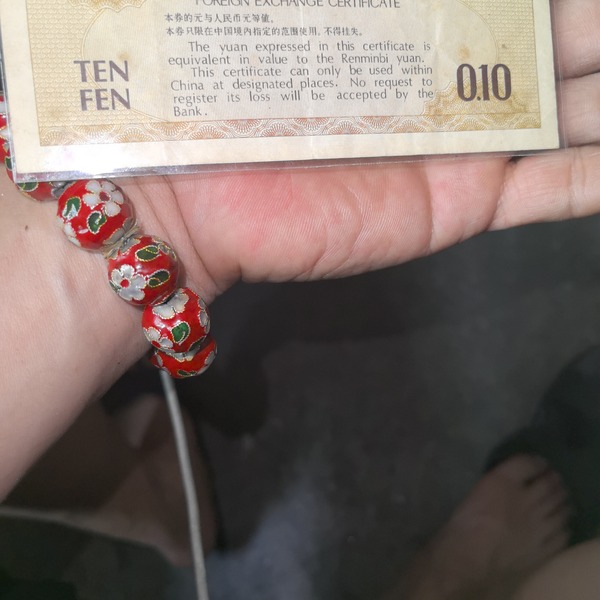 FOREIGN EXCHANGE CERTIFICATE
本券的元与人民币元等值。
本券只限在中国境内指定的范围使用,不得挂失。
The yuan expressed in this certificate is
equivalent in value to the Renminbi yuan.
This certificate can only be used within
China at designated places. No request to
register its loss will be accepted by the
Bank.
TEN
FEN
0.10